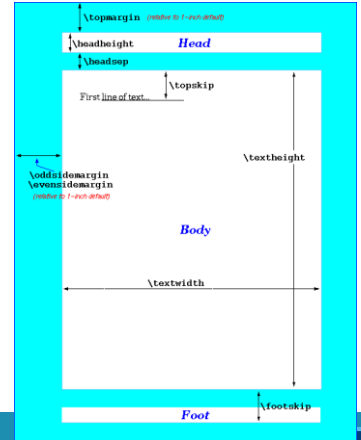 \topmargin (relative to 1-inch default)
\headheight
Head
\headsep
\topskip
First line of text...
\textheight
\oddsidemargin
\evensidemargin
(relative to 1-inch default)
Body
\textwidth
\footskip
Foot